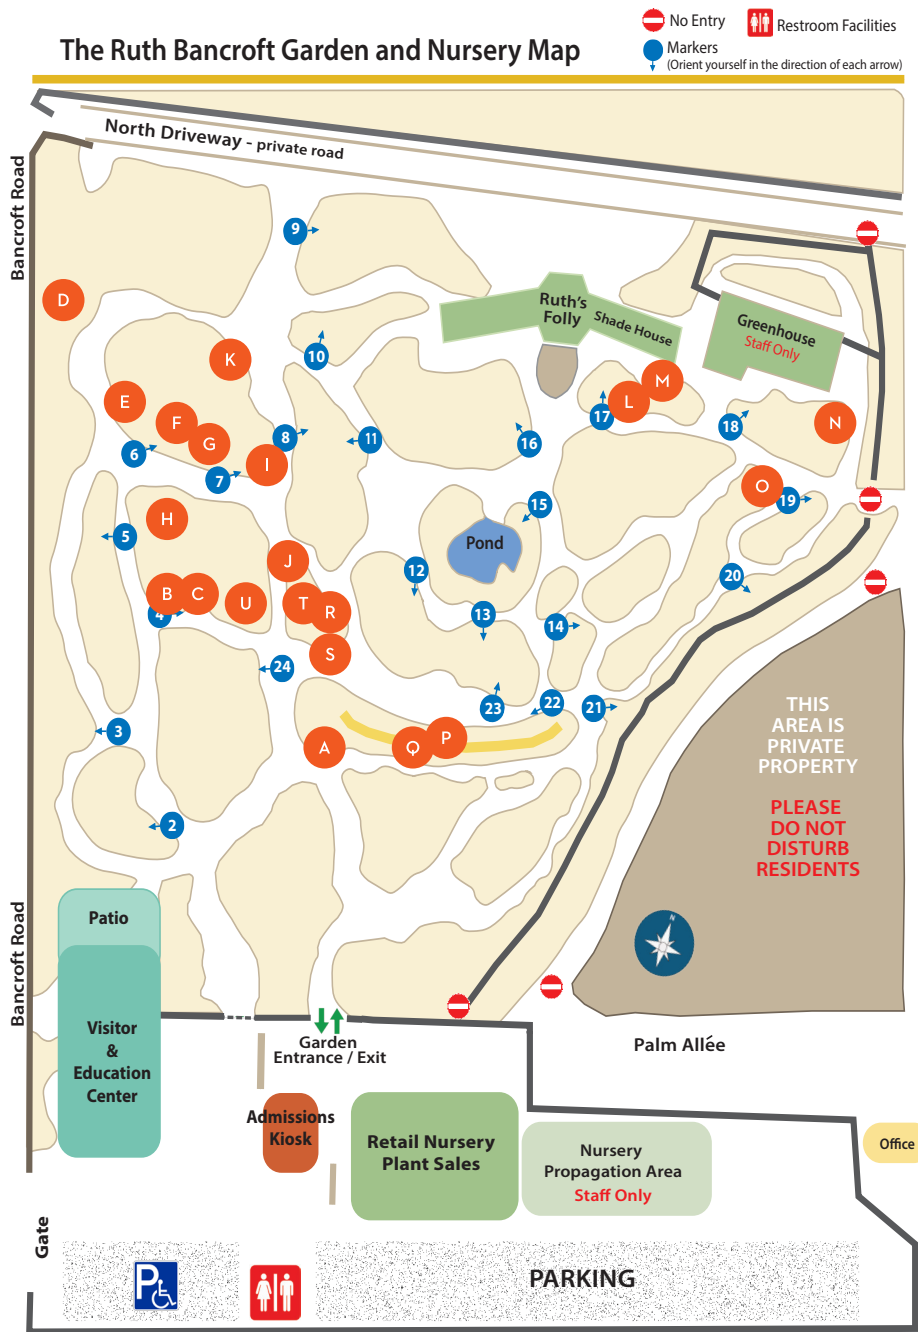 No Entry
Restroom Facilities
The Ruth Bancroft Garden and Nursery Map
Markers
(Orient yourself in the direction of each arrow)
North Driveway - private road
Bancroft Road
9
D
Ruth's
Folly
Shade House
Greenhouse
Staff Only
10
K
M
E
L
17
F
18
N
G
8
11
16
6
I
7
O
19
15
H
5
Pond
J
12
20
B
C
U
T
R
4
13
14
S
24
23
22
21
3
A
Q
P
THIS
AREA IS
PRIVATE
PROPERTY
PLEASE
DO NOT
DISTURB
RESIDENTS
2
Patio
N
Bancroft Road
Visitor
&
Education
Center
Garden
Entrance / Exit
Palm Allée
Admissions
Kiosk
Retail Nursery
Plant Sales
Nursery
Propagation Area
Staff Only
Office
Gate
P
PARKING